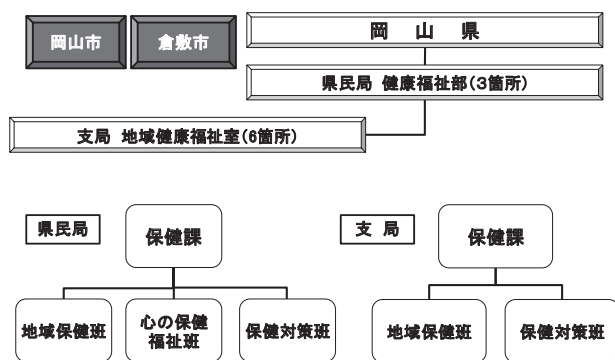 岡山市
倉敷市
岡 山 県
県民局 健康福祉部(3箇所)
支局 地域健康福祉室(6箇所)
県民局
保健課
地域保健班
心の保健
福祉班
保健対策班
支 局
保健課
地域保健班
保健対策班